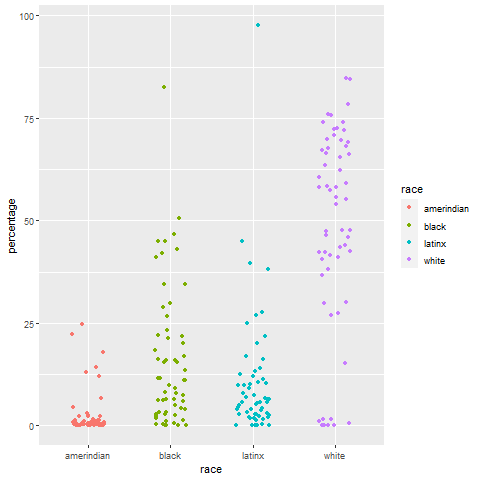 100
75
50
25
0
percentage
amerindian
black
latinx
white
race
race
amerindian
black
latinx
white